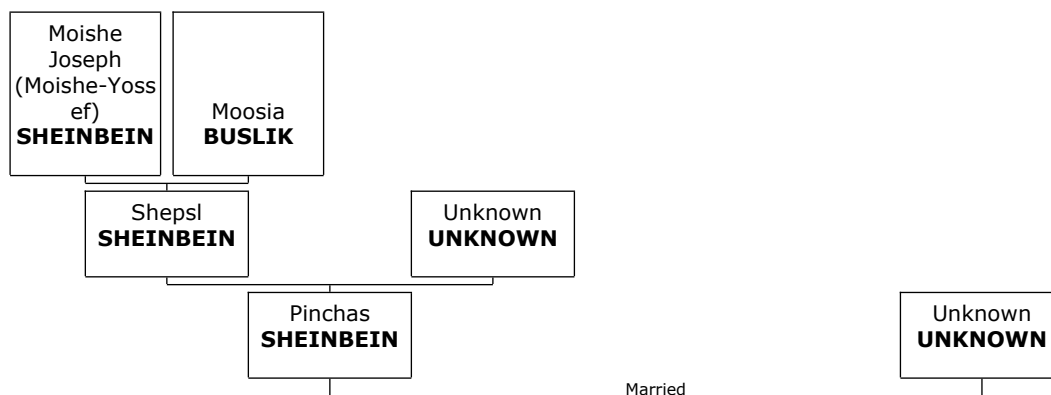 Moishe
Joseph
(Moishe-Yoss
ef)
SHEINBEIN
Moosia
BUSLIK
Shepsl
SHEINBEIN
Unknown
UNKNOWN
Pinchas
SHEINBEIN
Unknown
UNKNOWN
Married